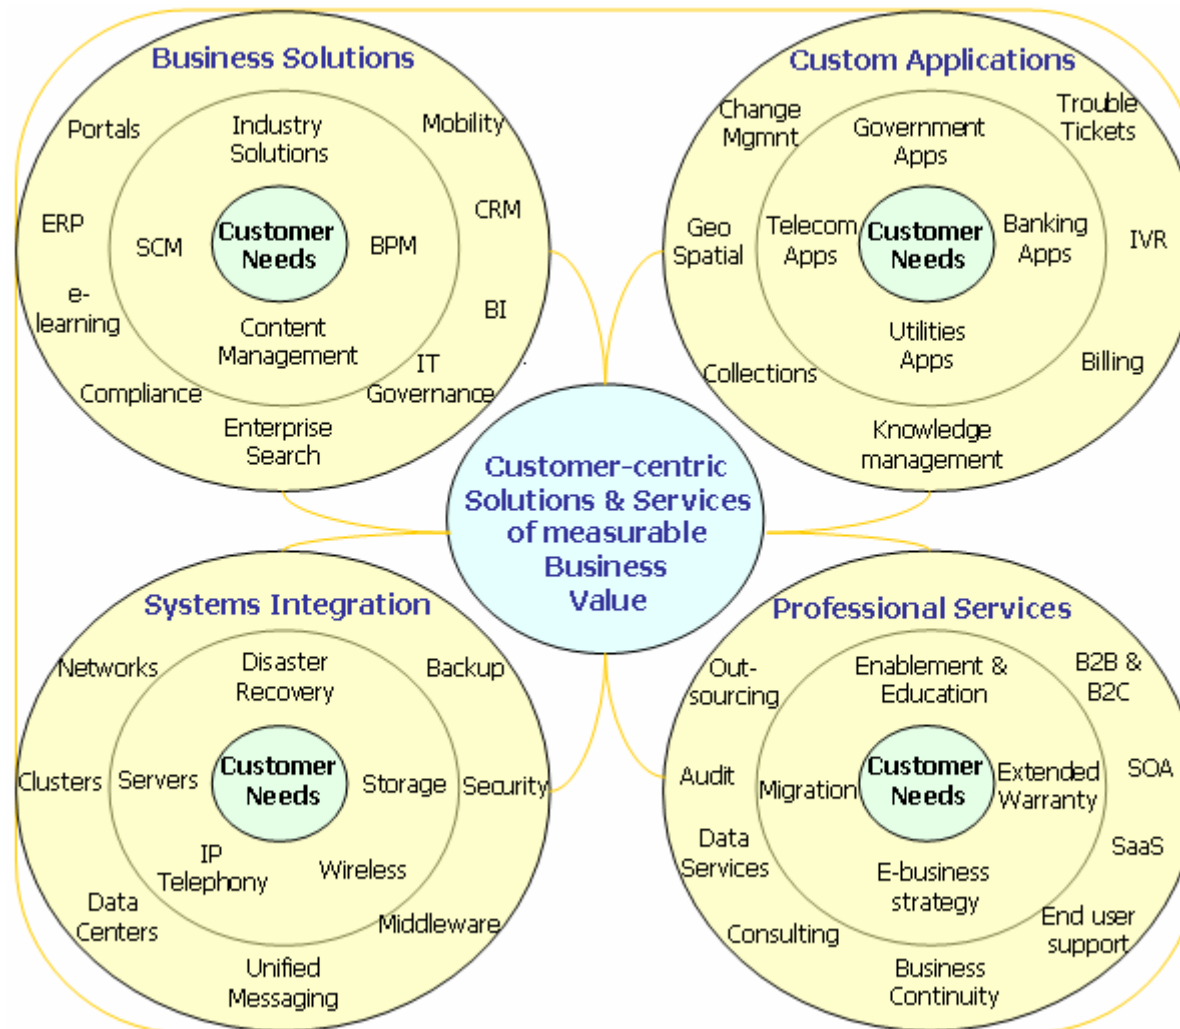 Business Solutions
Portals
Industry
Solutions
Mobility
ERP
SCM
Customer
Needs
BPM
CRM
e-
learning
Content
Management
BI
Compliance
IT
Governance
Enterprise
Search
Custom Applications
Change
Mgmnt
Government
Apps
Trouble
Tickets
Geo
Spatial
Telecom
Apps
Customer
Needs
Banking
Apps
IVR
Utilities
Apps
Collections
Billing
Knowledge
management
Customer-centric
Solutions & Services
of measurable
Business
Value
Systems Integration
Networks
Disaster
Recovery
Backup
Clusters
Servers
Customer
Needs
Storage
Security
IP
Telephony
Wireless
Data
Centers
Middleware
Unified
Messaging
Professional Services
Out-
sourcing
Enablement &
Education
B2B &
B2C
Audit
Migration
Customer
Needs
Extended
Warranty
SOA
Data
Services
E-business
strategy
SaaS
Consulting
End user
support
Business
Continuity